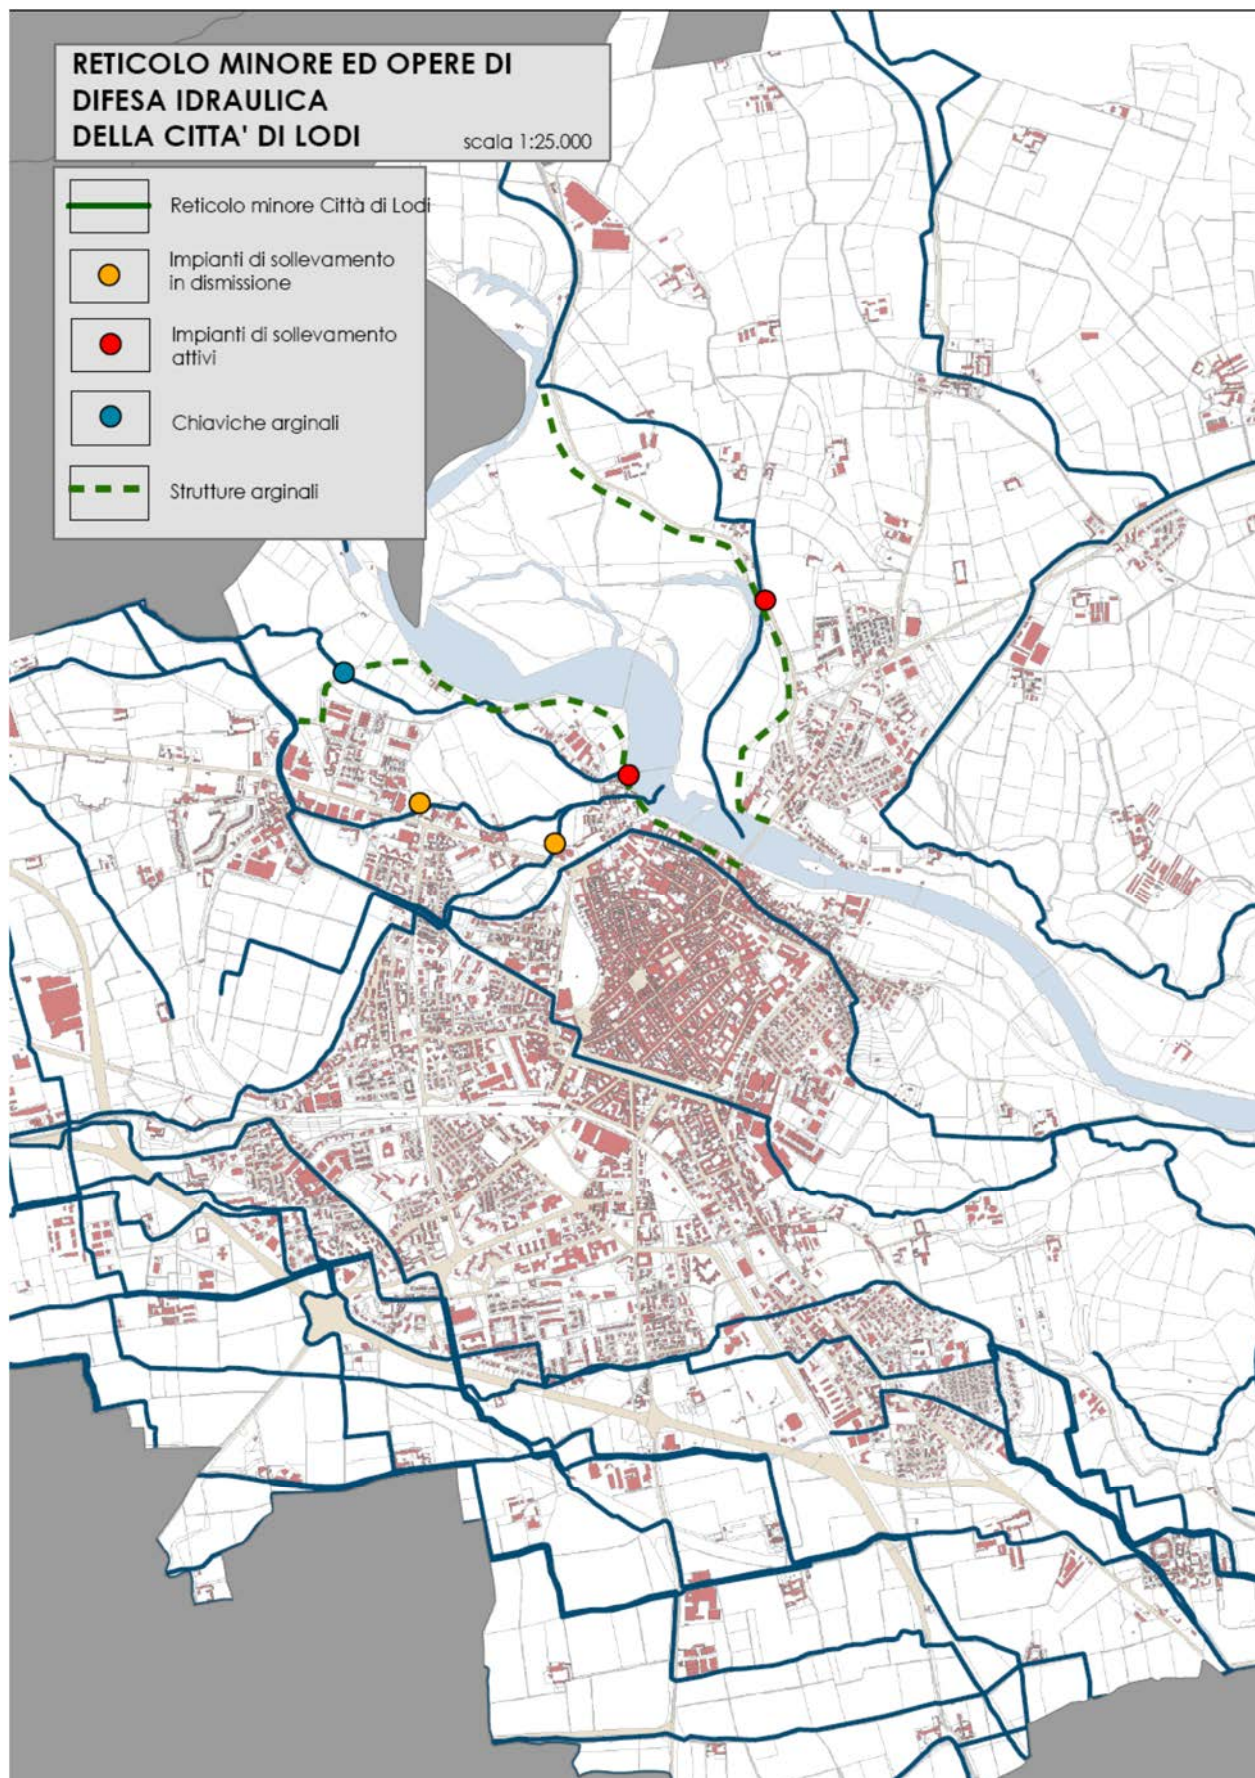 RETICOLO MINORE ED OPERE DI
DIFESA IDRAULICA
DELLA CITTA' DI LODI
scala 1:25.000
Reticolo minore Città di Lodi
Impianti di sollevamento
in dismissione
Impianti di sollevamento
attivi
Chiaviche arginali
Strutture arginali